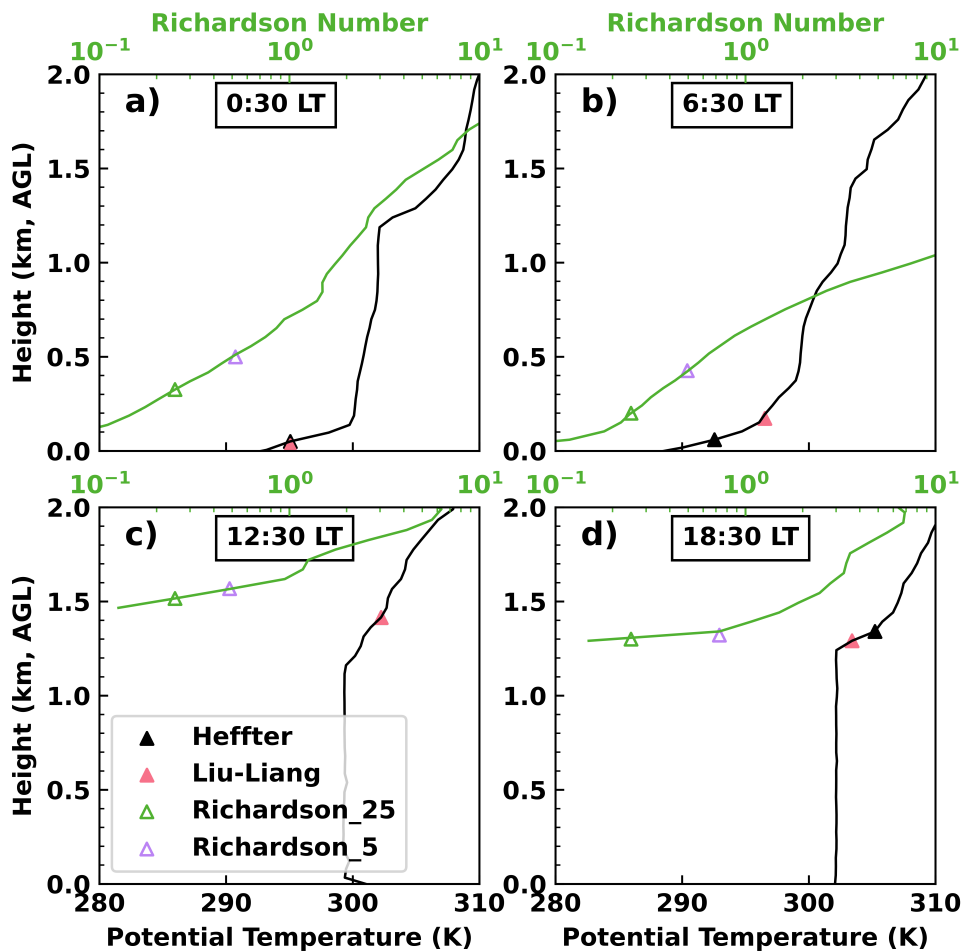 Richardson Number
10⁻¹ 10⁰ 10¹ 10⁻¹ 10⁰ 10¹
2.0 a) 0:30 LT 2.0 b) 6:30 LT
1.5 1.5
1.0 1.0
0.5 0.5
0.0 0.0
Height (km, AGL)
10⁻¹ 10⁰ 10¹ 10⁻¹ 10⁰ 10¹
2.0 c) 12:30 LT 2.0 d) 18:30 LT
1.5 1.5
1.0 1.0
0.5 0.5
0.0 0.0
Height (km, AGL)
Heffter
Liu-Liang
Richardson_25
Richardson_5
280 290 300 310 280 290 300 310
Potential Temperature (K) Potential Temperature (K)
Richardson Number